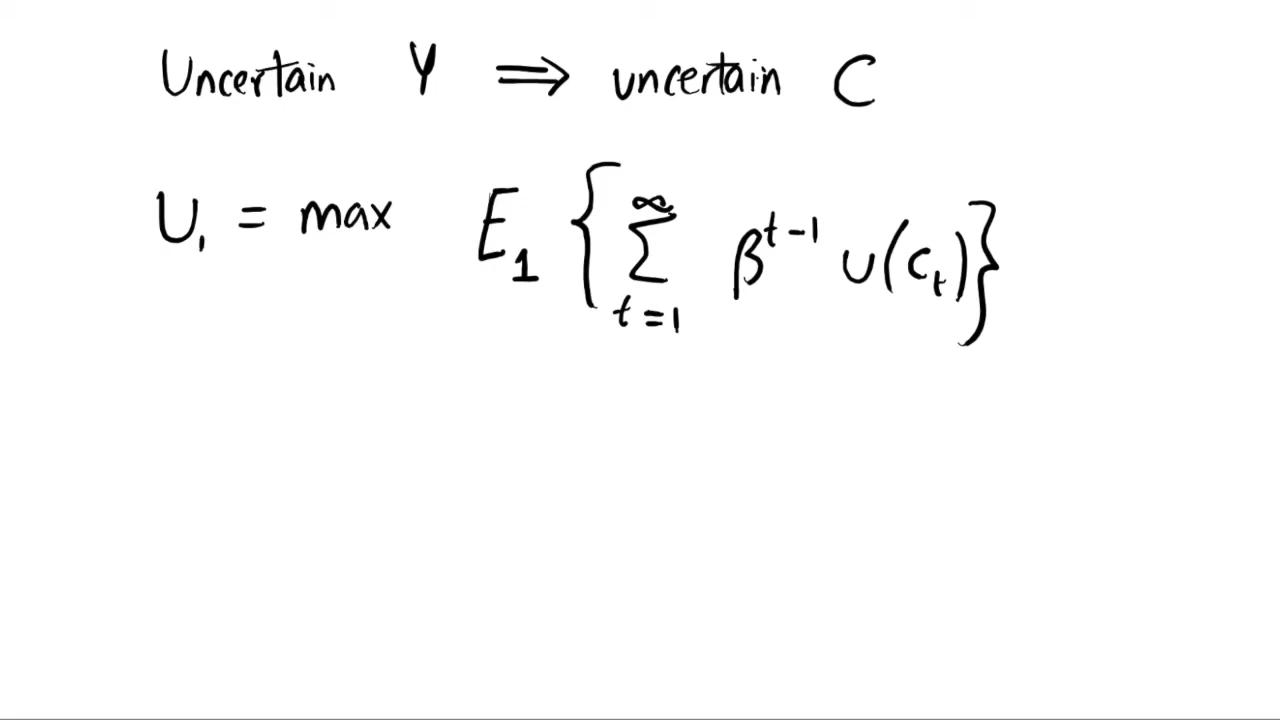 Uncertain Y ⟹ uncertain C
U₁ = max E₁ { ∑_{t=1}^{∞} β^{t-1} u(c_t) }